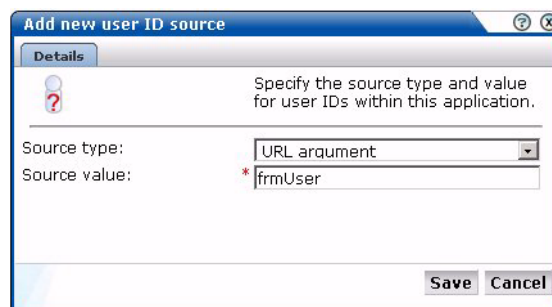 Add new user ID source
Details
Specify the source type and value
for user IDs within this application.
Source type:
URL argument
Source value:
* frmUser
Save Cancel